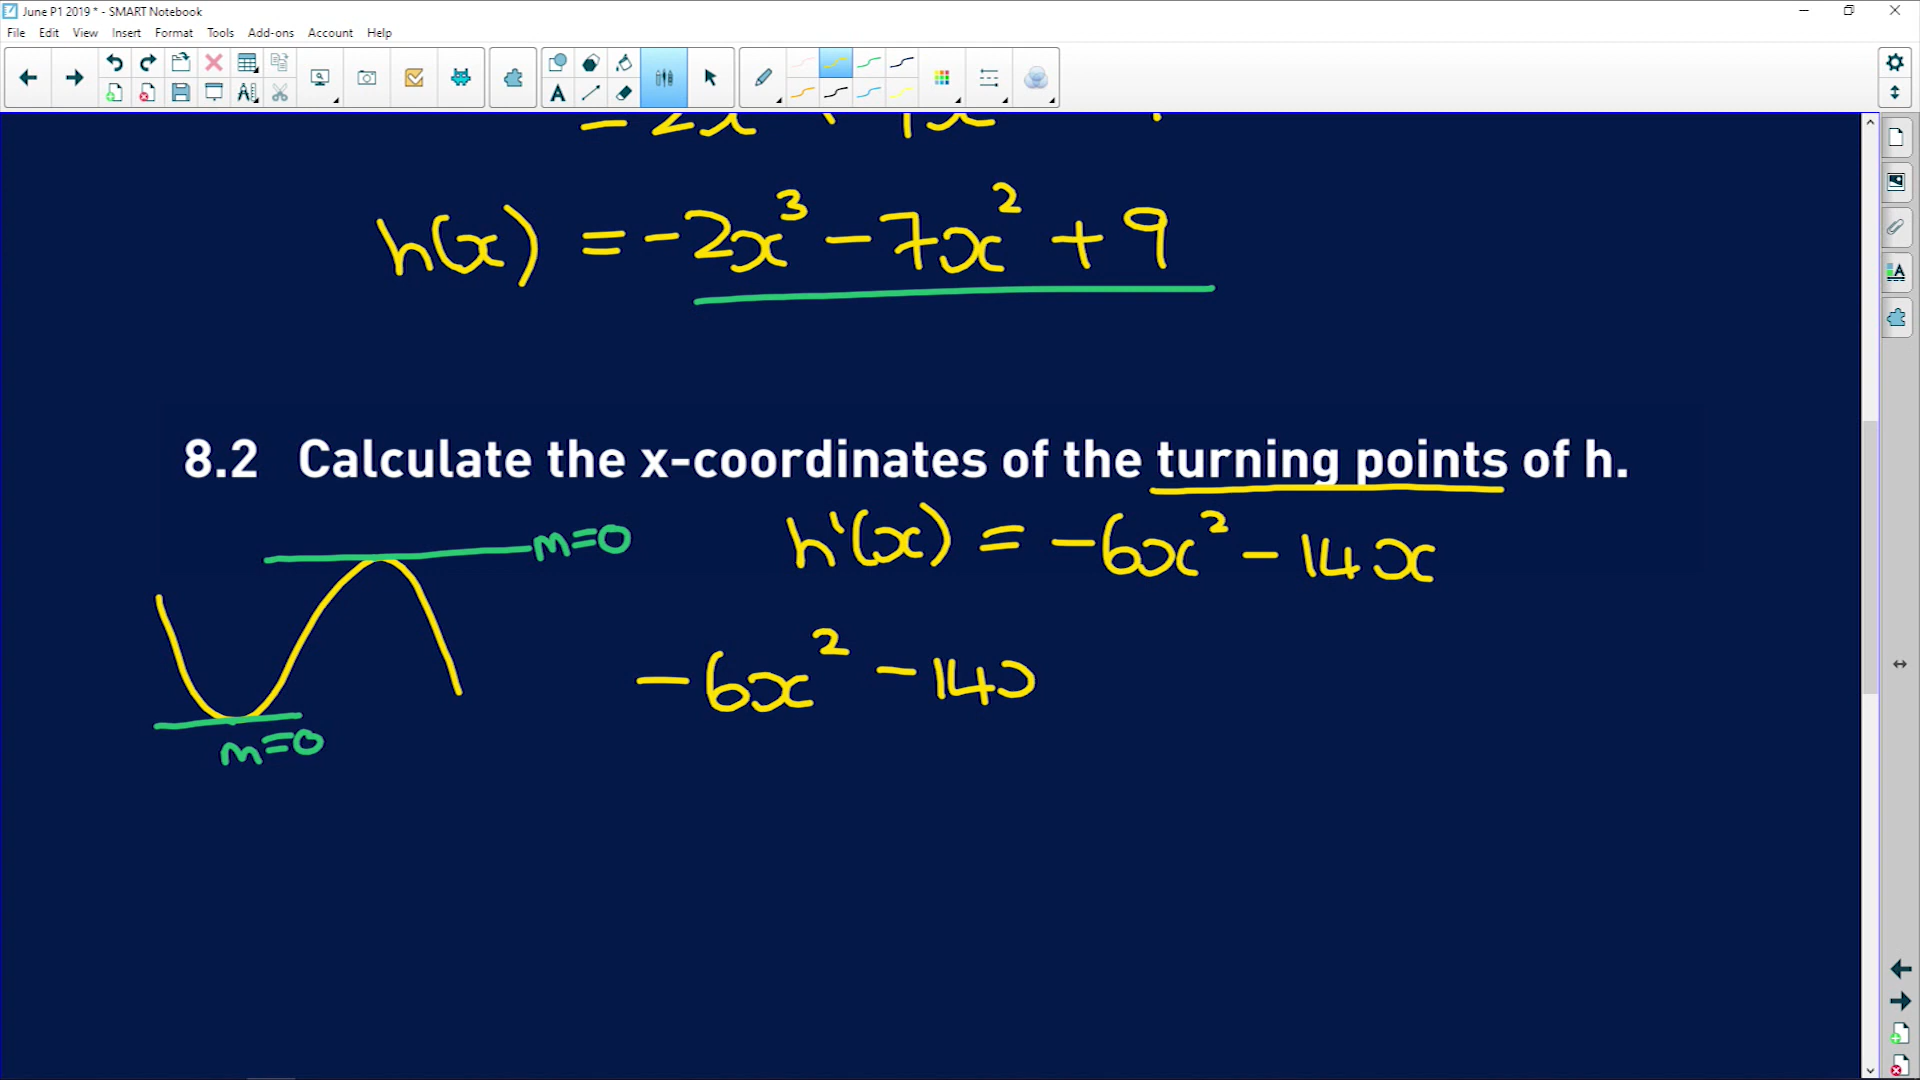 June P1 2019 * - SMART Notebook
File Edit View Insert Format Tools Add-ons Account Help
h(x) = -2x³ - 7x² + 9
8.2 Calculate the x-coordinates of the turning points of h.
h'(x) = -6x² - 14x
m=0
-6x² - 14
m=0